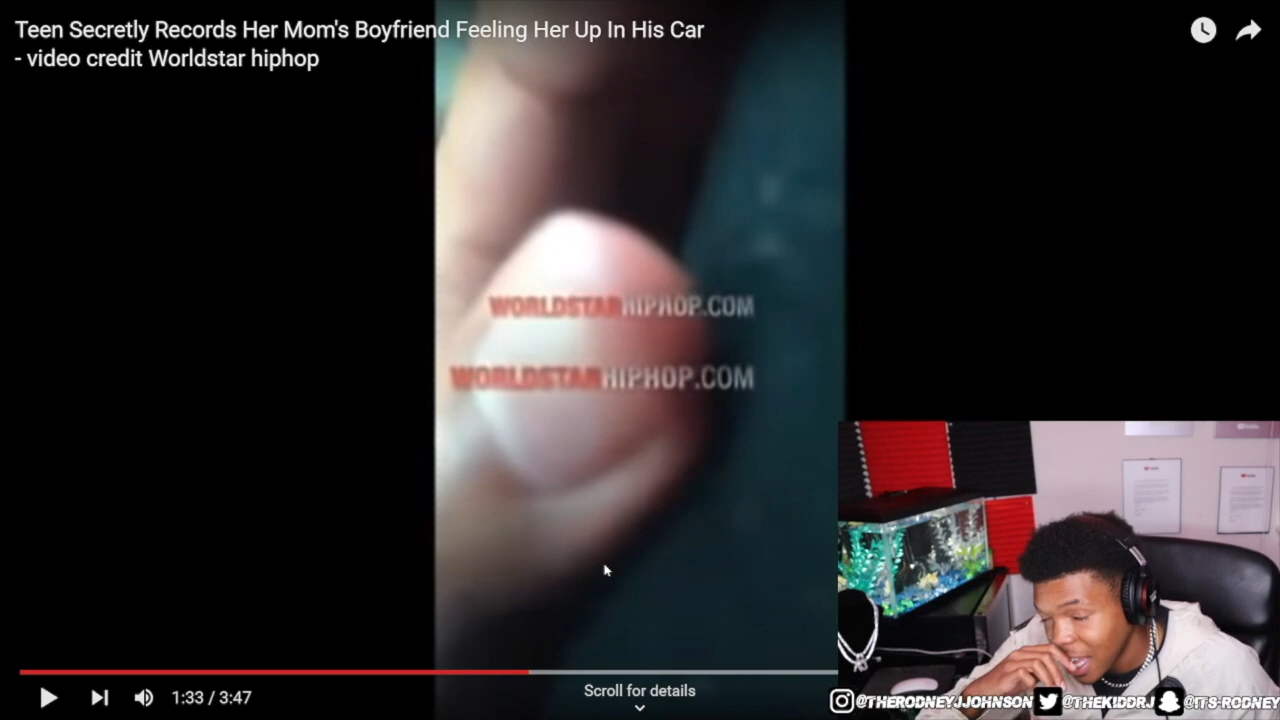 Teen Secretly Records Her Mom's Boyfriend Feeling Her Up In His Car
- video credit Worldstar hiphop
WORLDSTARHIPHOP.COM
WORLDSTARHIPHOP.COM
1:33 / 3:47
Scroll for details
@THERODNEYJJOHNSON @THEKIDDRJ @ITS-RODNEY